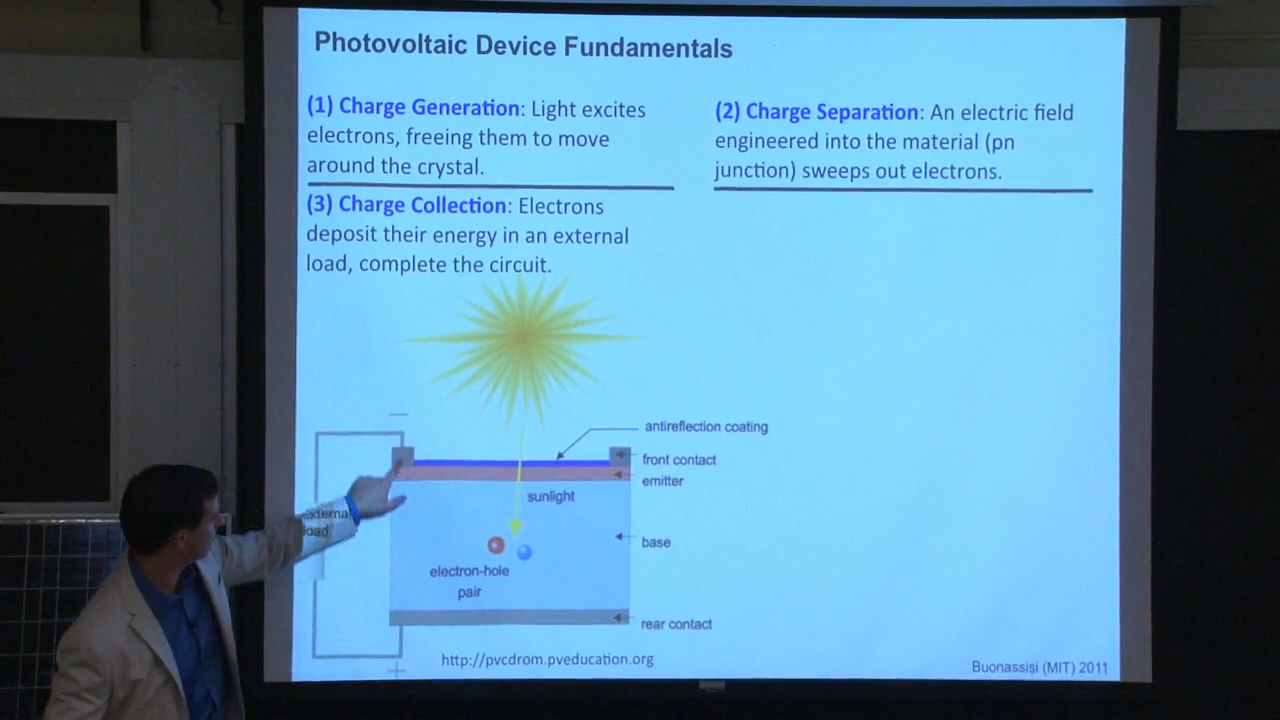 Photovoltaic Device Fundamentals
(1) Charge Generation: Light excites
electrons, freeing them to move
around the crystal.
(2) Charge Separation: An electric field
engineered into the material (pn
junction) sweeps out electrons.
(3) Charge Collection: Electrons
deposit their energy in an external
load, complete the circuit.
antireflection coating
front contact
emitter
sunlight
load
base
electron-hole
pair
rear contact
http://pvcdrom.pveducation.org
Buonassisi (MIT) 2011